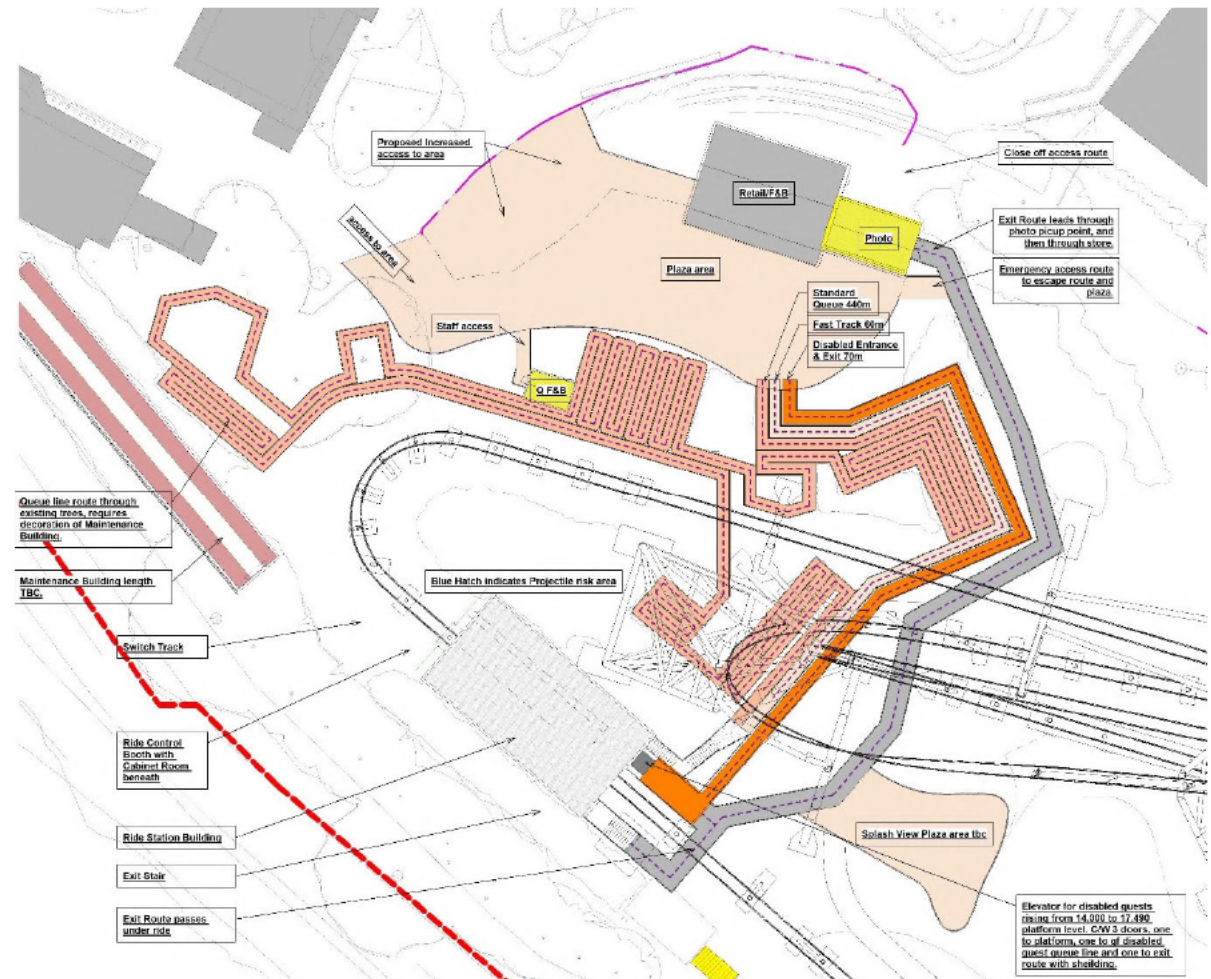 Proposed increased
access to area
Close off access route
Retail/F&B
access to area
Photo
Exit Route leads through
photo picup point, and
then through store.
Plaza area
Emergency access route
to escape route and
plaza.
Standard
Queue 440m
Staff access
Fast Track 60m
Disabled Entrance
& Exit 70m
Q F&B
Queue line route through
existing trees, requires
decoration of Maintenance
Building.
Maintenance Building length
TBC.
Blue Hatch indicates Projectile risk area
Switch Track
Ride Control
Booth with
Cabinet Room
beneath
Ride Station Building
Splash View Plaza area tbc
Exit Stair
Exit Route passes
under ride
Elevator for disabled guests
rising from 14.000 to 17.490
platform level. C/W 3 doors, one
to platform, one to gf disabled
guest queue line and one to exit
route with sheilding.